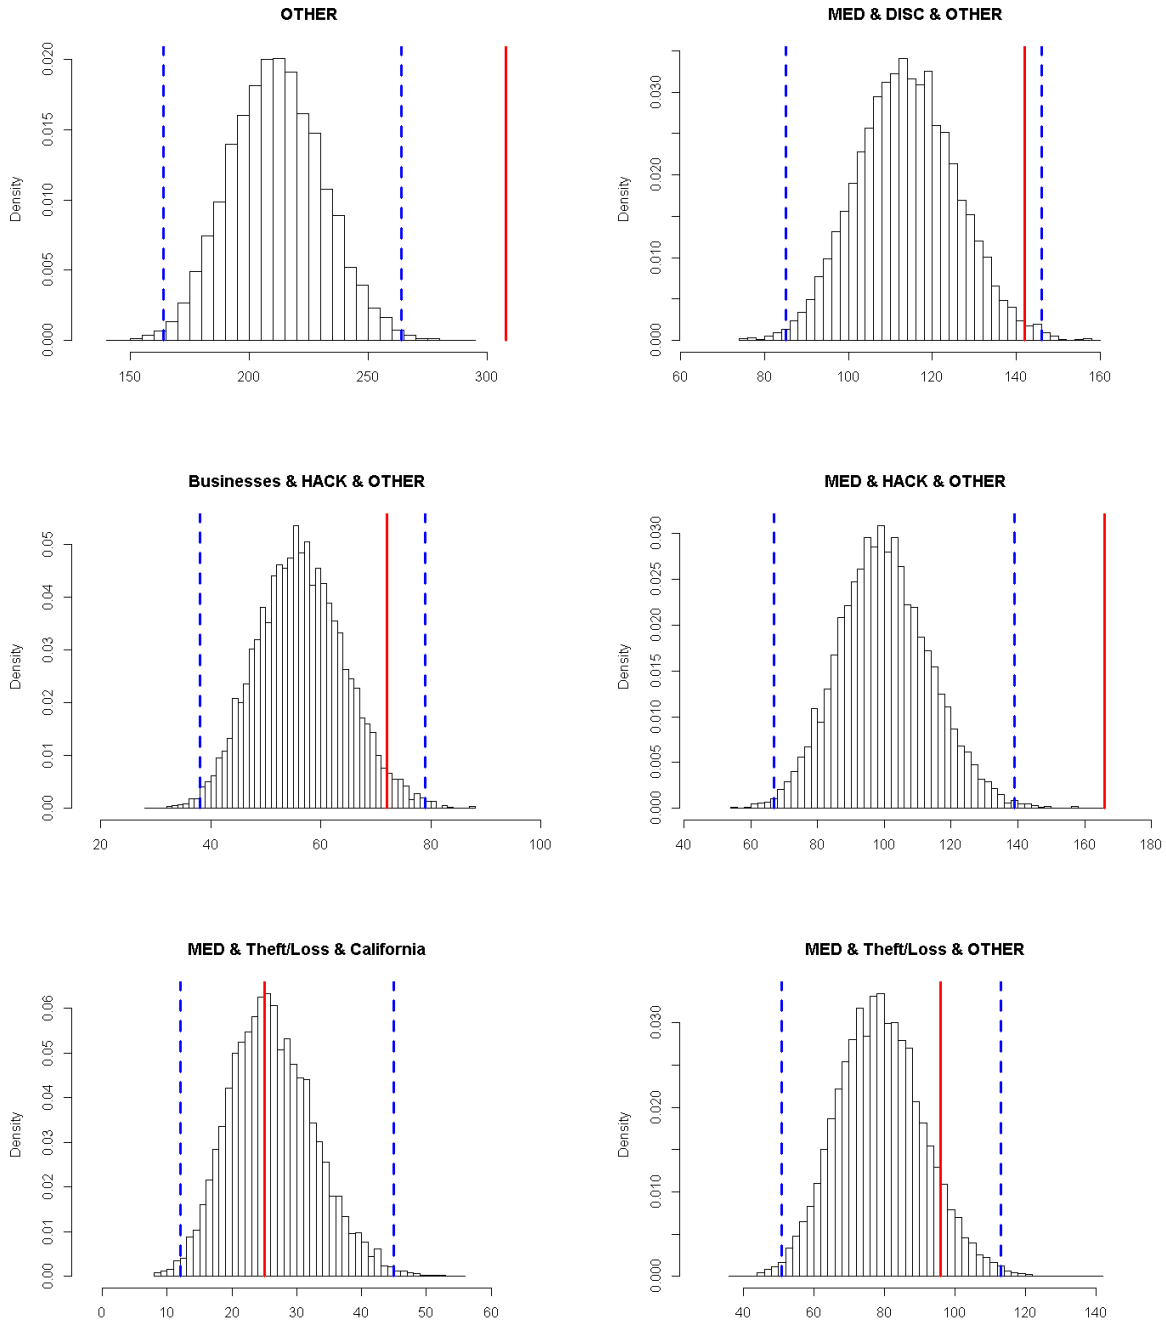 OTHER
Density
0.000 0.005 0.010 0.015 0.020
150 200 250 300
MED & DISC & OTHER
Density
0.000 0.010 0.020 0.030
60 80 100 120 140 160
Businesses & HACK & OTHER
Density
0.00 0.01 0.02 0.03 0.04 0.05
20 40 60 80 100
MED & HACK & OTHER
Density
0.000 0.005 0.010 0.015 0.020 0.025 0.030
40 60 80 100 120 140 160 180
MED & Theft/Loss & California
Density
0.00 0.01 0.02 0.03 0.04 0.05 0.06
0 10 20 30 40 50 60
MED & Theft/Loss & OTHER
Density
0.000 0.010 0.020 0.030
40 60 80 100 120 140